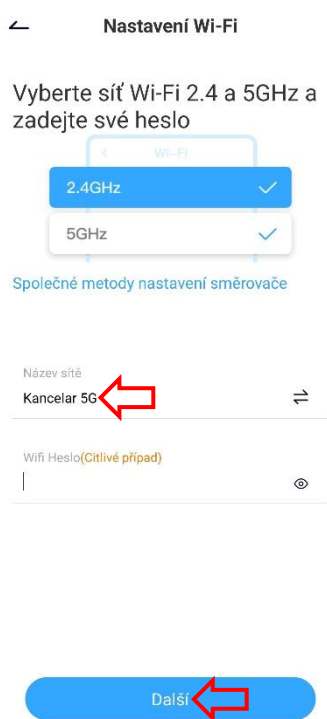 Nastavení Wi-Fi
Vyberte síť Wi-Fi 2.4 a 5GHz a
zadejte své heslo
Wi-Fi
2.4GHz
5GHz
Společné metody nastavení směrovače
Název sítě
Kancelar 5G
Wifi Heslo(Citlivé případ)
Další